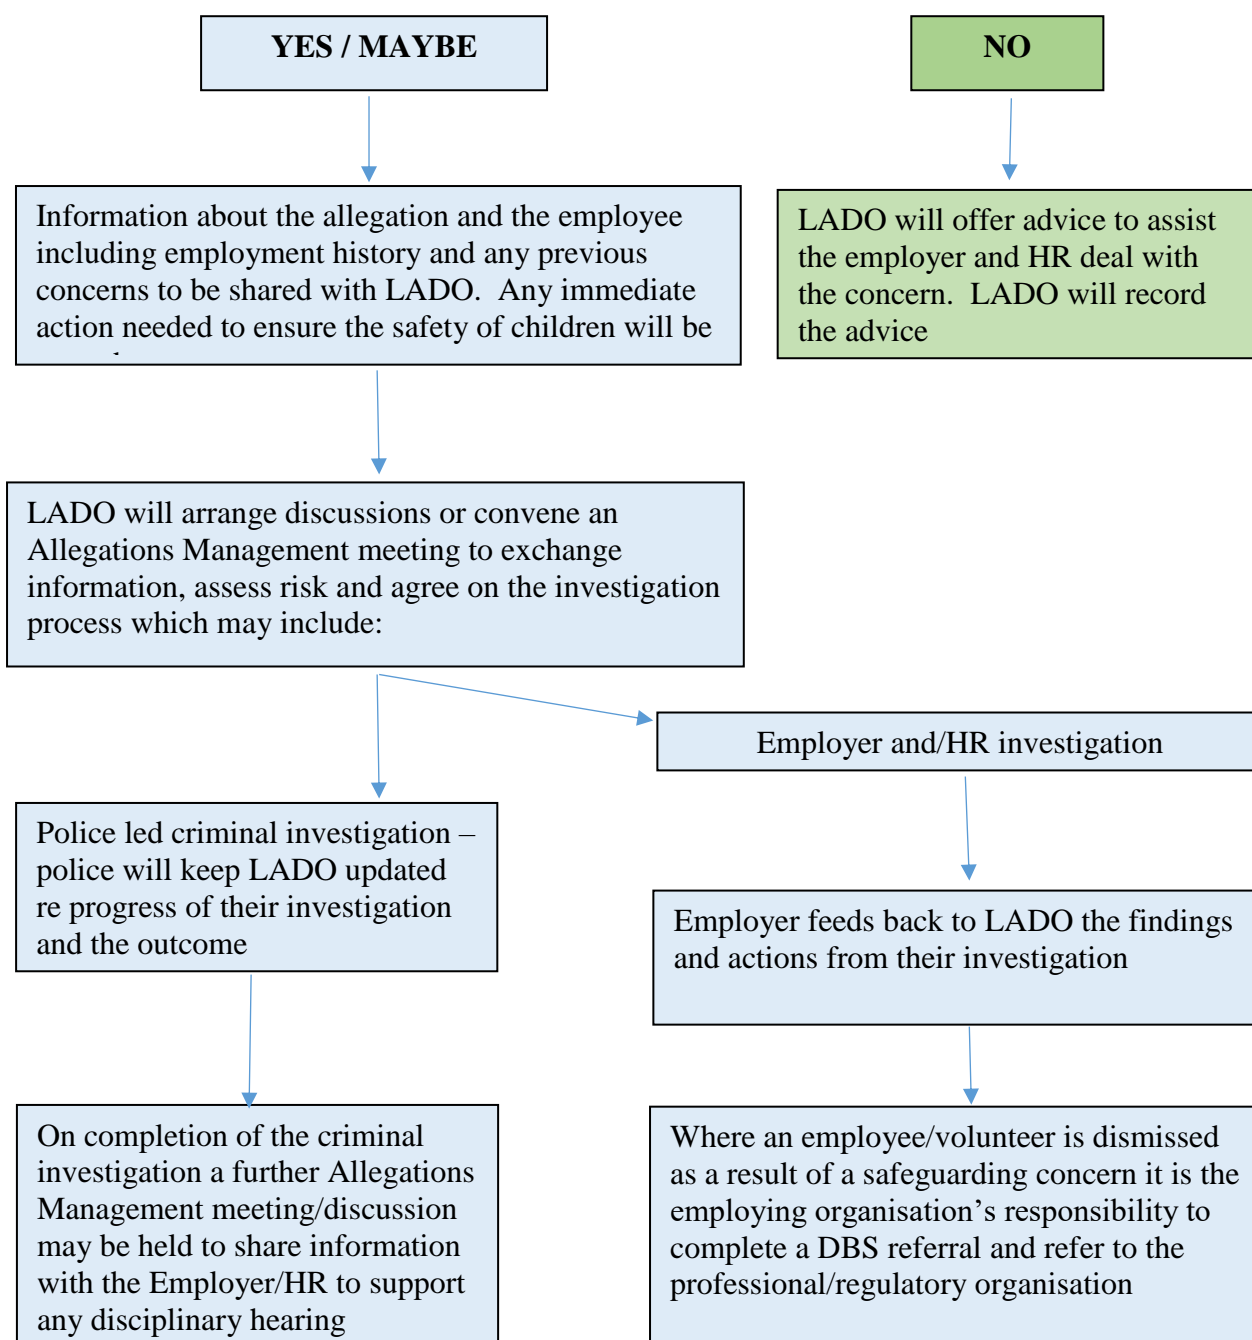 YES / MAYBE
NO
Information about the allegation and the employee
including employment history and any previous
concerns to be shared with LADO.  Any immediate
action needed to ensure the safety of children will be
LADO will offer advice to assist
the employer and HR deal with
the concern.  LADO will record
the advice
LADO will arrange discussions or convene an
Allegations Management meeting to exchange
information, assess risk and agree on the investigation
process which may include:
Employer and/HR investigation
Police led criminal investigation –
police will keep LADO updated
re progress of their investigation
and the outcome
Employer feeds back to LADO the findings
and actions from their investigation
On completion of the criminal
investigation a further Allegations
Management meeting/discussion
may be held to share information
with the Employer/HR to support
any disciplinary hearing
Where an employee/volunteer is dismissed
as a result of a safeguarding concern it is the
employing organisation’s responsibility to
complete a DBS referral and refer to the
professional/regulatory organisation